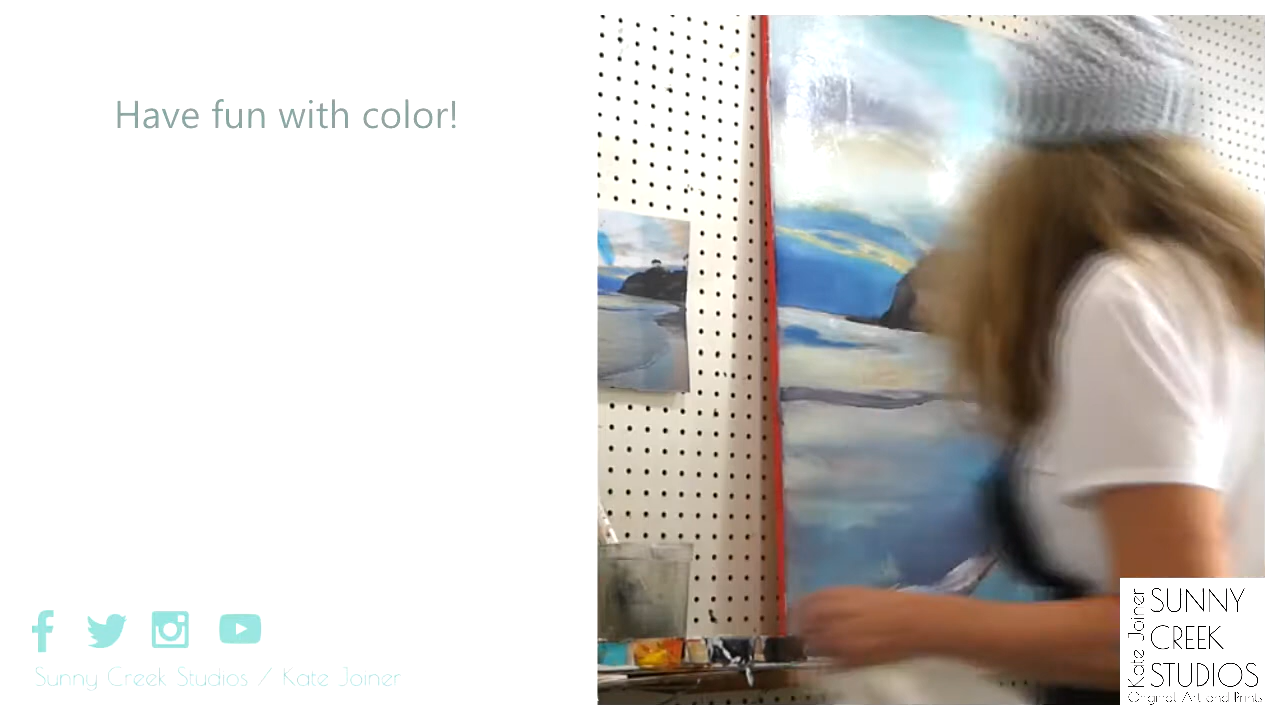 Have fun with color!
Sunny Creek Studios / Kate Joiner
Kate Joiner
SUNNY
CREEK
STUDIOS
Original Art and Prints